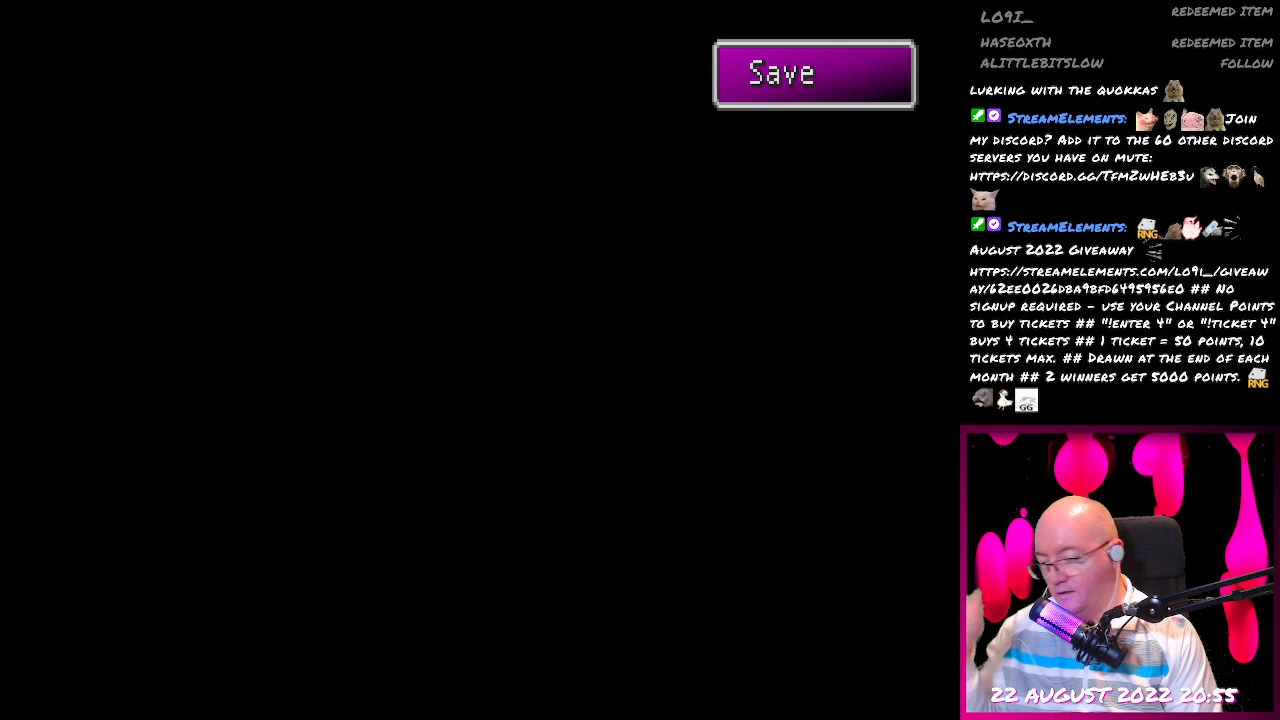 Save
LO9I_ REDEEMED ITEM
HASEOXTH REDEEMED ITEM
ALITTLEBITSLOW FOLLOW
LURKING WITH THE QUOKKAS
STREAMELEMENTS: JOIN
MY DISCORD? ADD IT TO THE 60 OTHER DISCORD
SERVERS YOU HAVE ON MUTE:
HTTPS://DISCORD.GG/TFMZWHEB3U
STREAMELEMENTS: RNG
AUGUST 2022 GIVEAWAY
HTTPS://STREAMELEMENTS.COM/LO9I_/GIVEAW
AY/62EE0026DBA9BFD6495956E0 ## NO
SIGNUP REQUIRED - USE YOUR CHANNEL POINTS
TO BUY TICKETS ## "!ENTER 4" OR "!TICKET 4"
BUYS 4 TICKETS ## 1 TICKET = 50 POINTS, 10
TICKETS MAX. ## DRAWN AT THE END OF EACH
MONTH ## 2 WINNERS GET 5000 POINTS. RNG
GG
22 AUGUST 2022 20:55